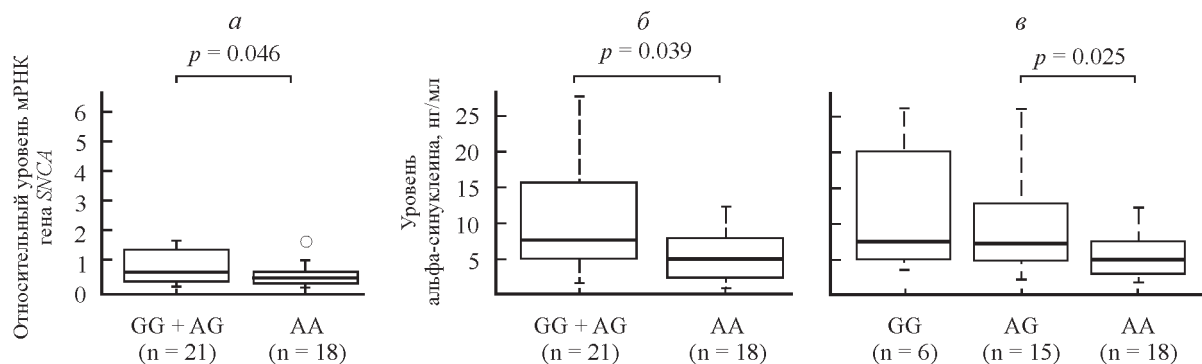 а
б
в
p = 0.046
p = 0.039
p = 0.025
Относительный уровень мРНК
гена SNCA
6
5
4
3
2
1
0
GG + AG
(n = 21)
AA
(n = 18)
Уровень
альфа-синуклеина, нг/мл
25
20
15
10
5
GG + AG
(n = 21)
AA
(n = 18)
GG
(n = 6)
AG
(n = 15)
AA
(n = 18)